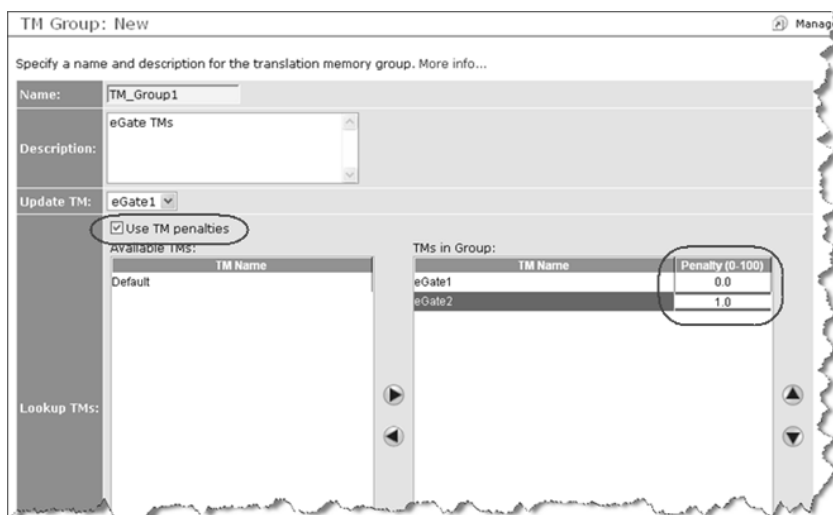 TM Group: New
Manag
Specify a name and description for the translation memory group. More info...
Name: TM_Group1
Description: eGate TMs
Update TM: eGate1
Use TM penalties
Available TMs: TMs in Group:
TM Name TM Name Penalty (0-100)
Default eGate1 0.0
eGate2 1.0
Lookup TMs: